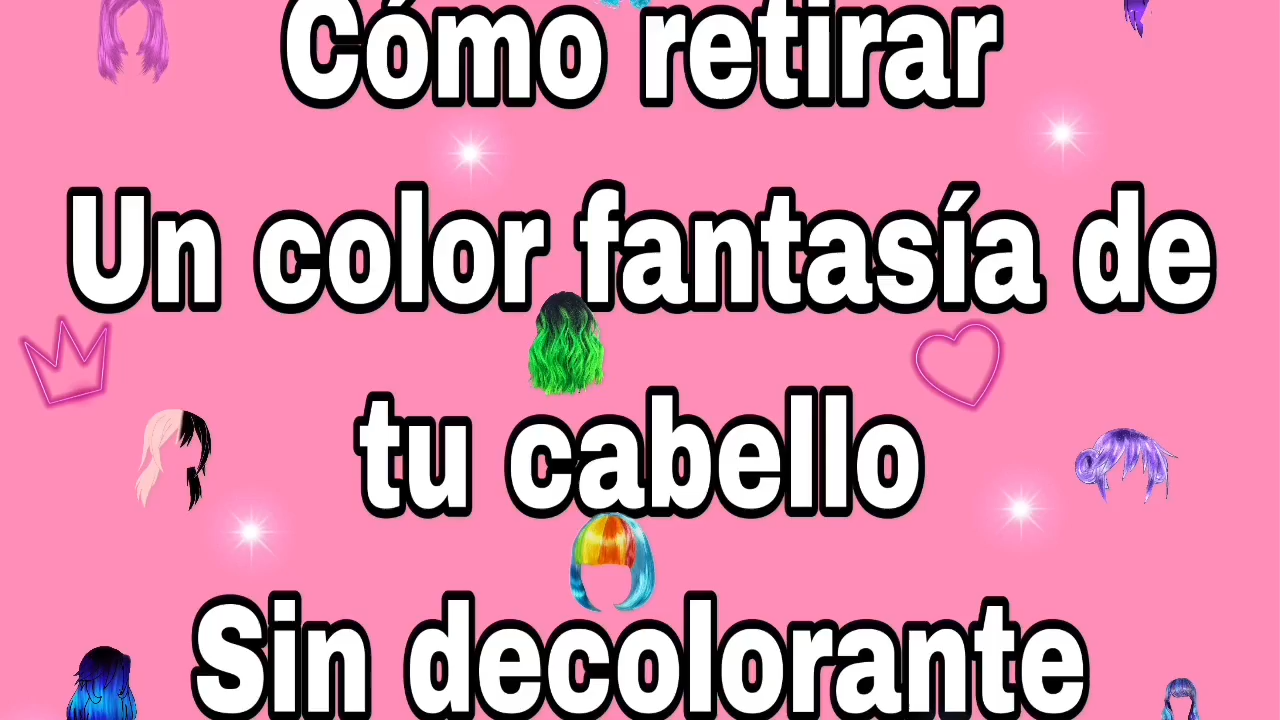 Cómo retirar
Un color fantasía de
tu cabello
Sin decolorante